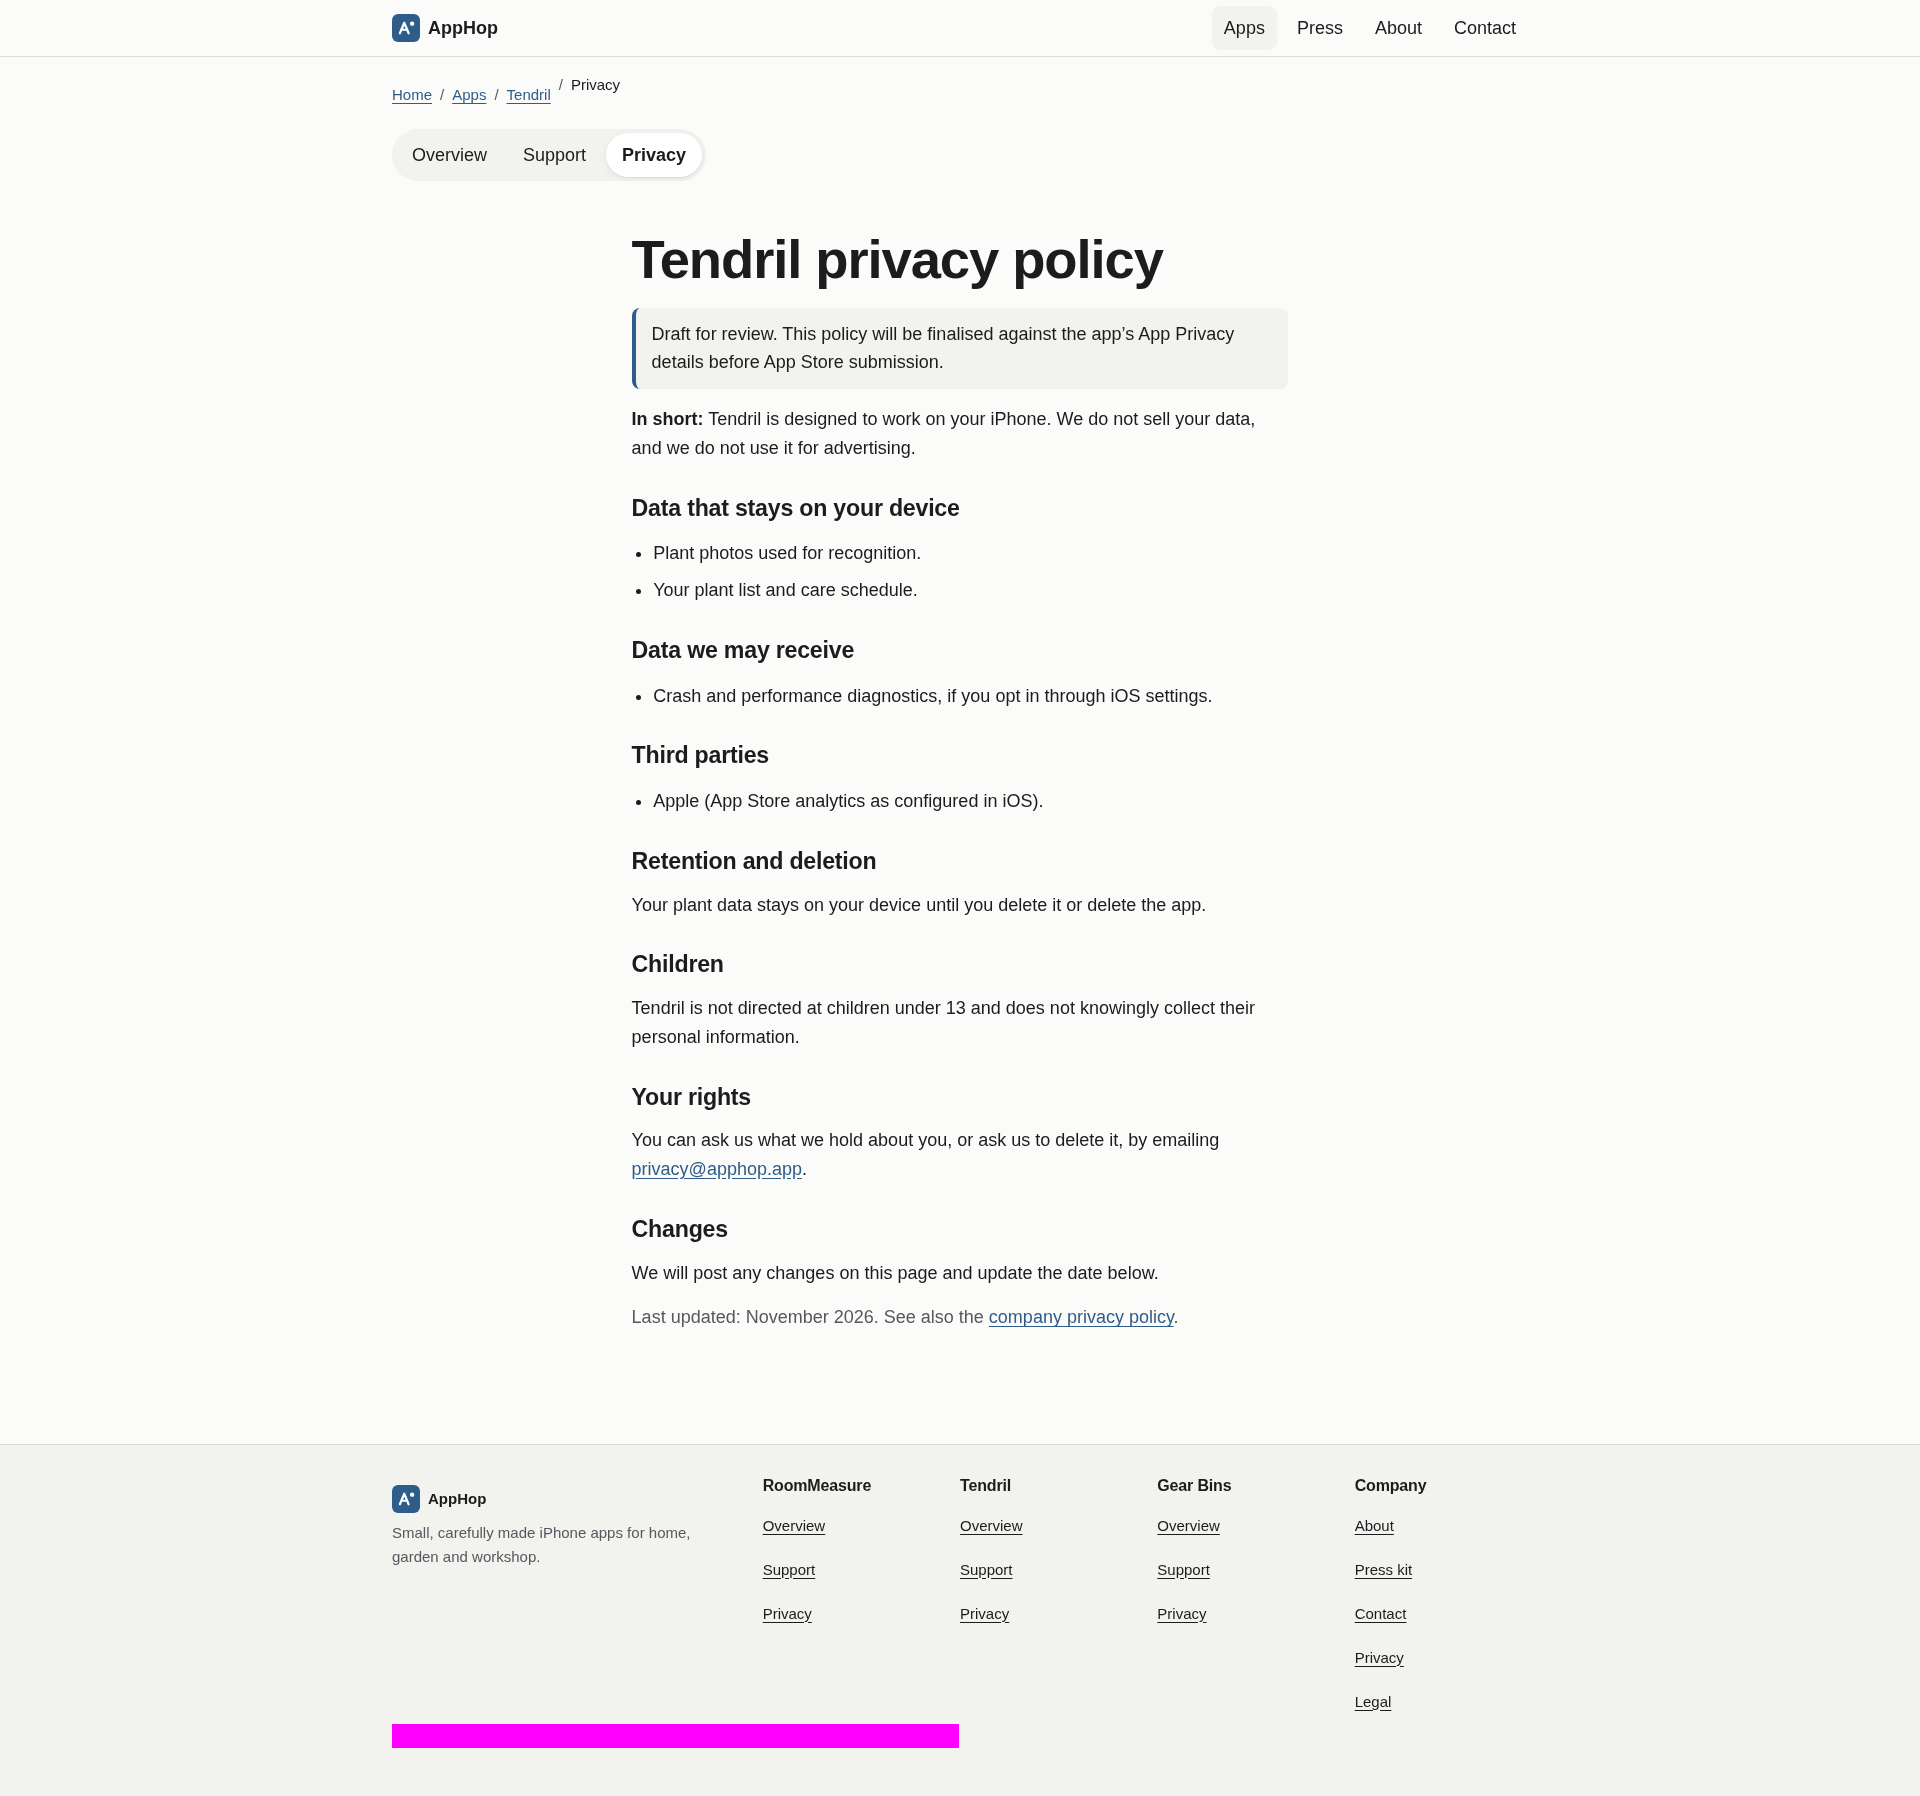 AppHop
Apps Press About Contact
Home / Apps / Tendril / Privacy
Overview Support Privacy
Tendril privacy policy
Draft for review. This policy will be finalised against the app’s App Privacy
details before App Store submission.
In short: Tendril is designed to work on your iPhone. We do not sell your data,
and we do not use it for advertising.
Data that stays on your device
• Plant photos used for recognition.
• Your plant list and care schedule.
Data we may receive
• Crash and performance diagnostics, if you opt in through iOS settings.
Third parties
• Apple (App Store analytics as configured in iOS).
Retention and deletion
Your plant data stays on your device until you delete it or delete the app.
Children
Tendril is not directed at children under 13 and does not knowingly collect their
personal information.
Your rights
You can ask us what we hold about you, or ask us to delete it, by emailing
privacy@apphop.app.
Changes
We will post any changes on this page and update the date below.
Last updated: November 2026. See also the company privacy policy.
AppHop
Small, carefully made iPhone apps for home,
garden and workshop.
RoomMeasure
Overview
Support
Privacy
Tendril
Overview
Support
Privacy
Gear Bins
Overview
Support
Privacy
Company
About
Press kit
Contact
Privacy
Legal